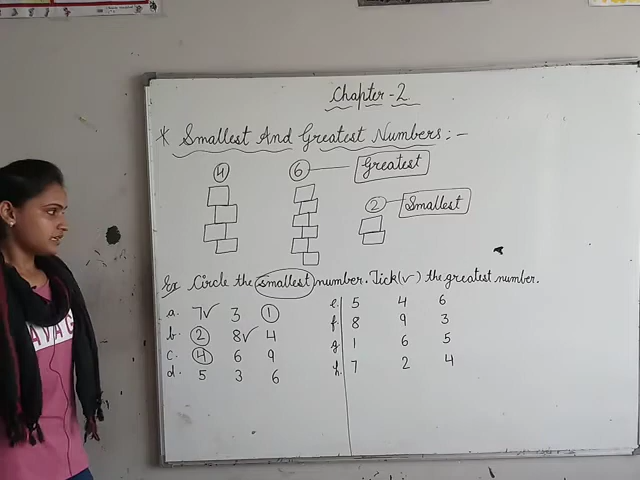 Chapter - 2
* Smallest And Greatest Numbers : -
4 6 Greatest
2 Smallest
Ex Circle the smallest number. Tick (✓) the greatest number.
a. 7✓ 3 1
b. 2 8✓ 4
c. 4 6 9
d. 5 3 6
e. 5 4 6
f. 8 9 3
g. 1 6 5
h. 7 2 4